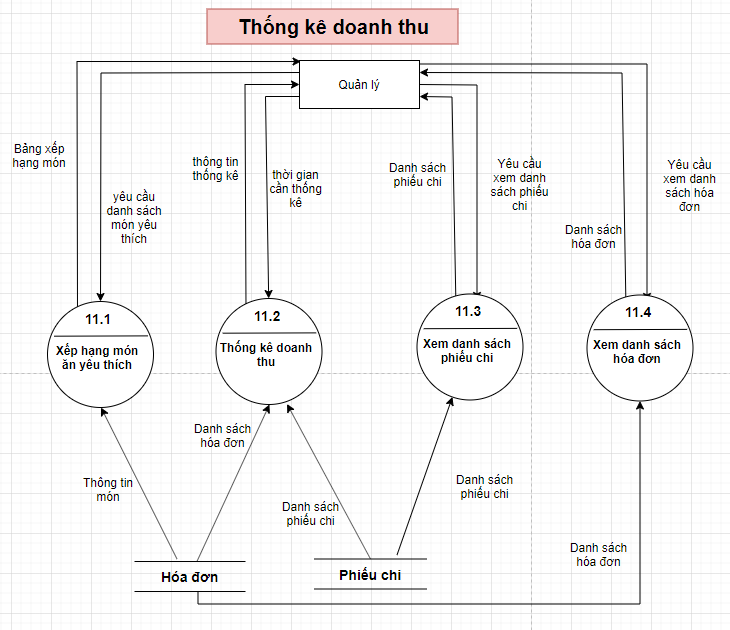 Thống kê doanh thu
Quản lý
Bảng xếp
hạng món
yêu cầu
danh sách
món yêu
thích
thông tin
thống kê
thời gian
cần thống
kê
Danh sách
phiếu chi
Yêu cầu
xem danh
sách phiếu
chi
Danh sách
hóa đơn
Yêu cầu
xem danh
sách hóa
đơn
11.1
Xếp hạng món
ăn yêu thích
11.2
Thống kê doanh
thu
11.3
Xem danh sách
phiếu chi
11.4
Xem danh sách
hóa đơn
Thông tin
món
Danh sách
hóa đơn
Danh sách
phiếu chi
Danh sách
phiếu chi
Danh sách
hóa đơn
Hóa đơn
Phiếu chi